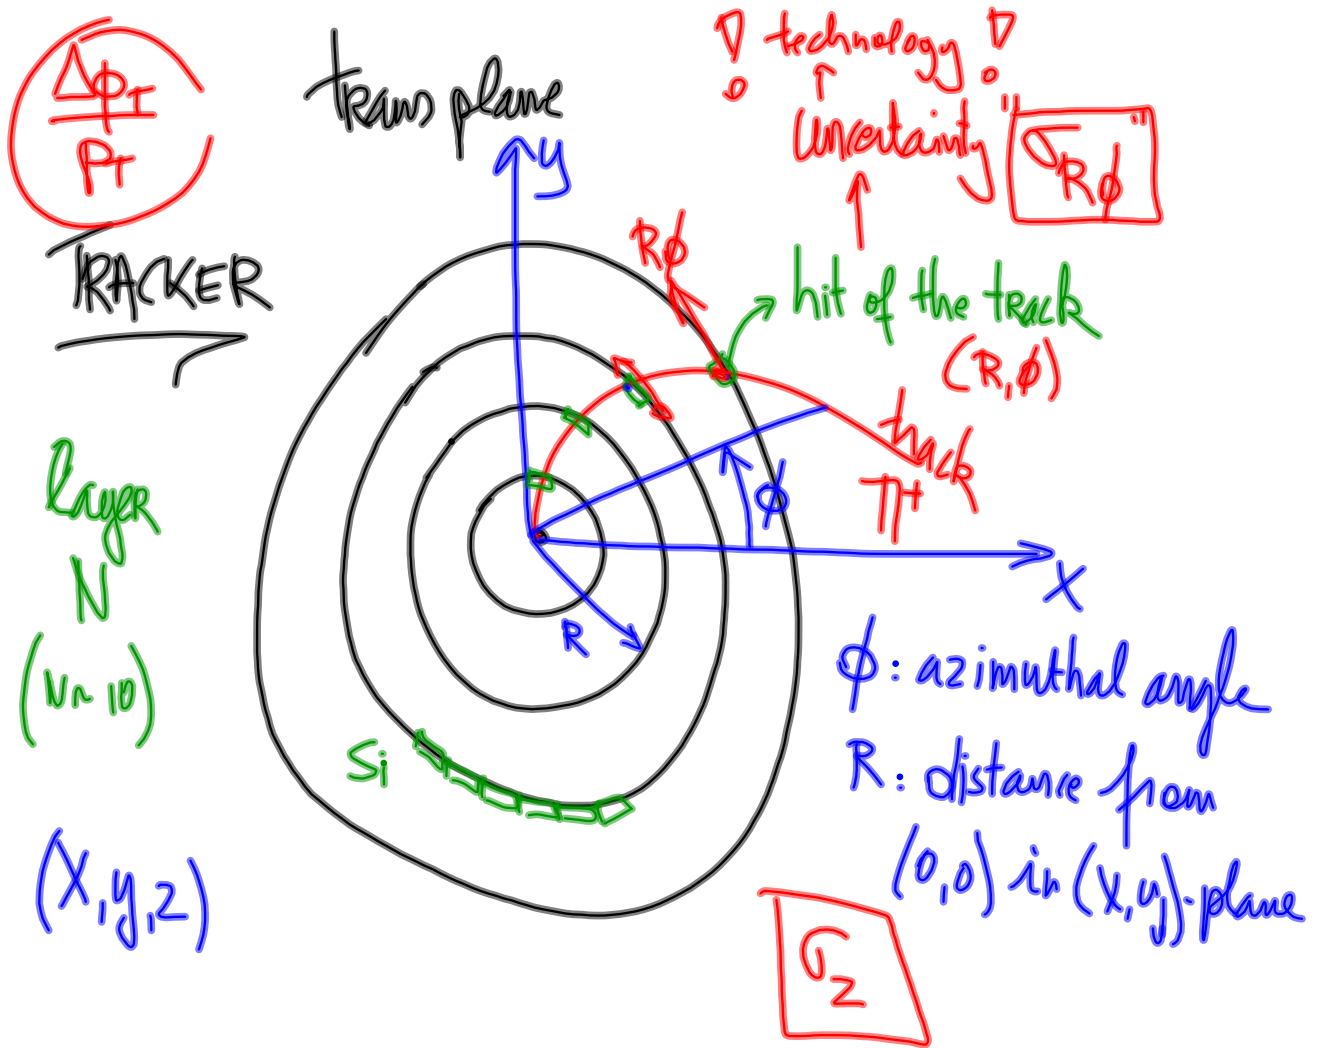 ΔpT
pT
trans plane
! technology !
uncertainty
"σRϕ"
y
TRACKER
Rϕ
hit of the track
(R,ϕ)
track
π+
ϕ
x
layer
N
(N~10)
R
ϕ: azimuthal angle
Si
R: distance from
(0,0) in (x,y)-plane
(x,y,z)
σz